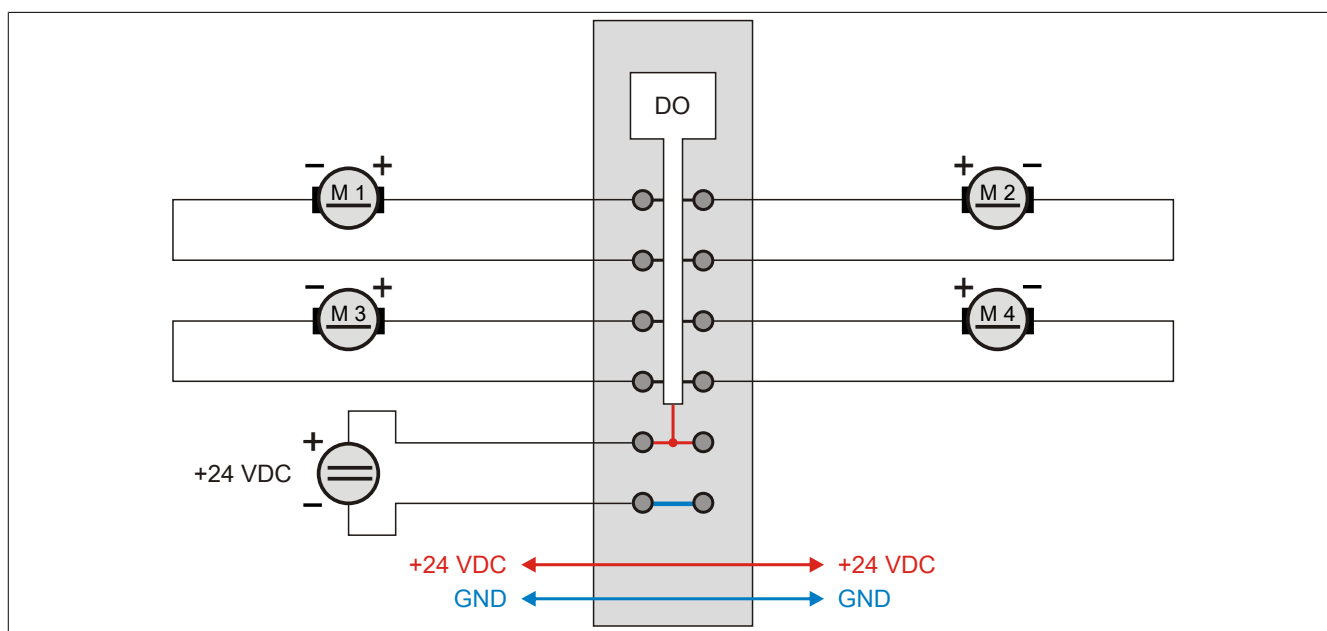 DO
− +
M 1
+ −
M 2
− +
M 3
+ −
M 4
+
+24 VDC
−
+24 VDC
+24 VDC
GND
GND